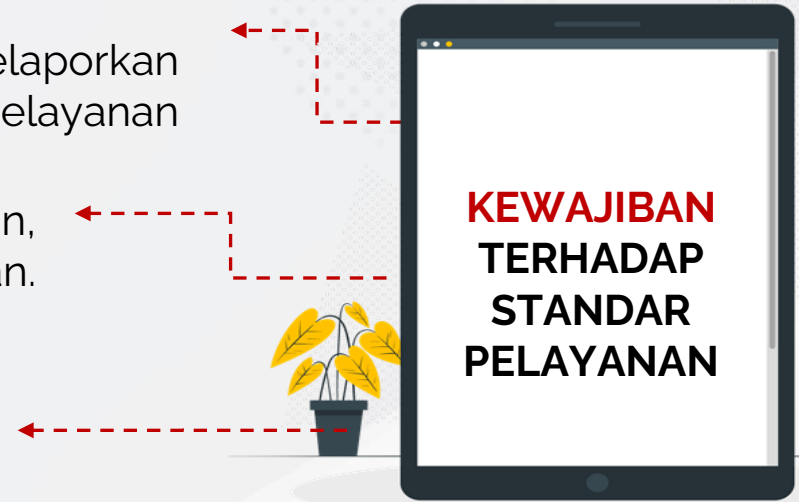 elaporkan
elayanan
n,
an.
KEWAJIBAN
TERHADAP
STANDAR
PELAYANAN